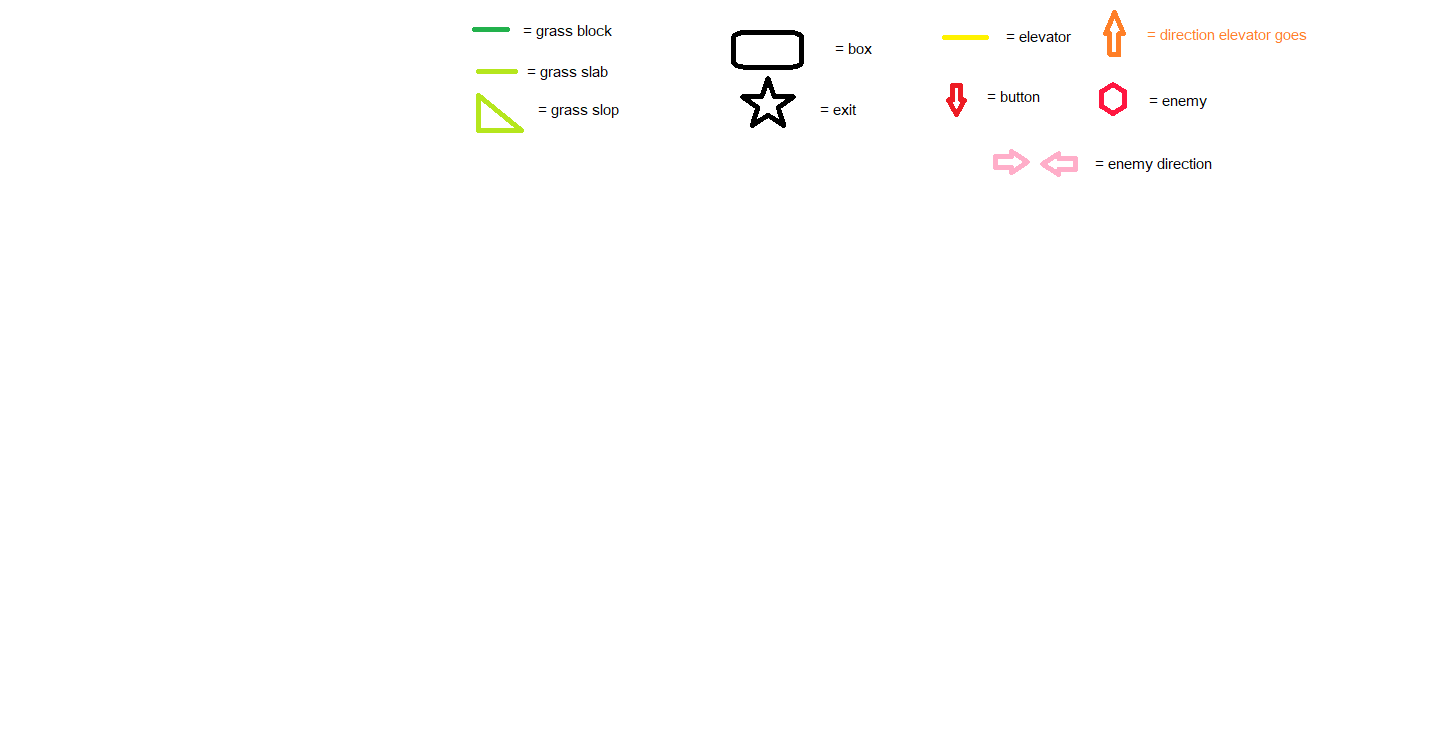 = grass block
= grass slab
= grass slop
= box
= exit
= elevator
= direction elevator goes
= button
= enemy
= enemy direction